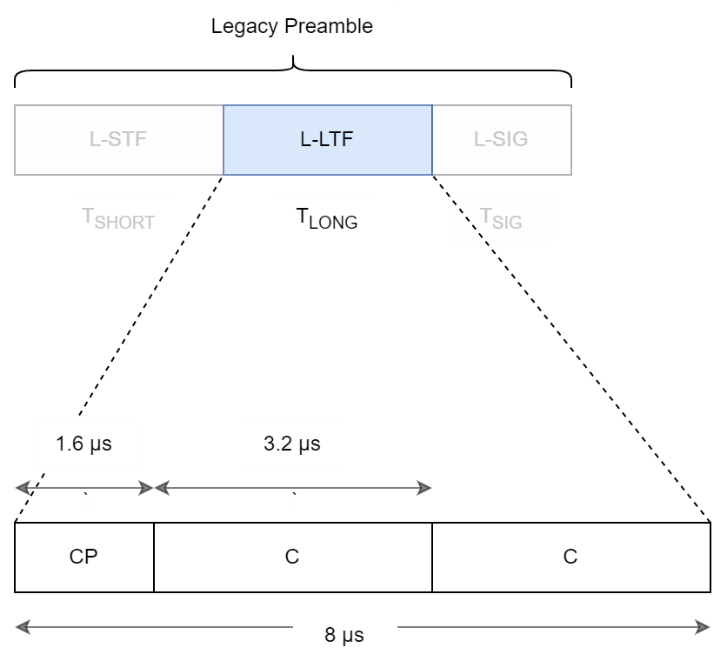 Legacy Preamble
L-STF L-LTF L-SIG
TSHORT TLONG TSIG
1.6 μs 3.2 μs
CP C C
8 μs